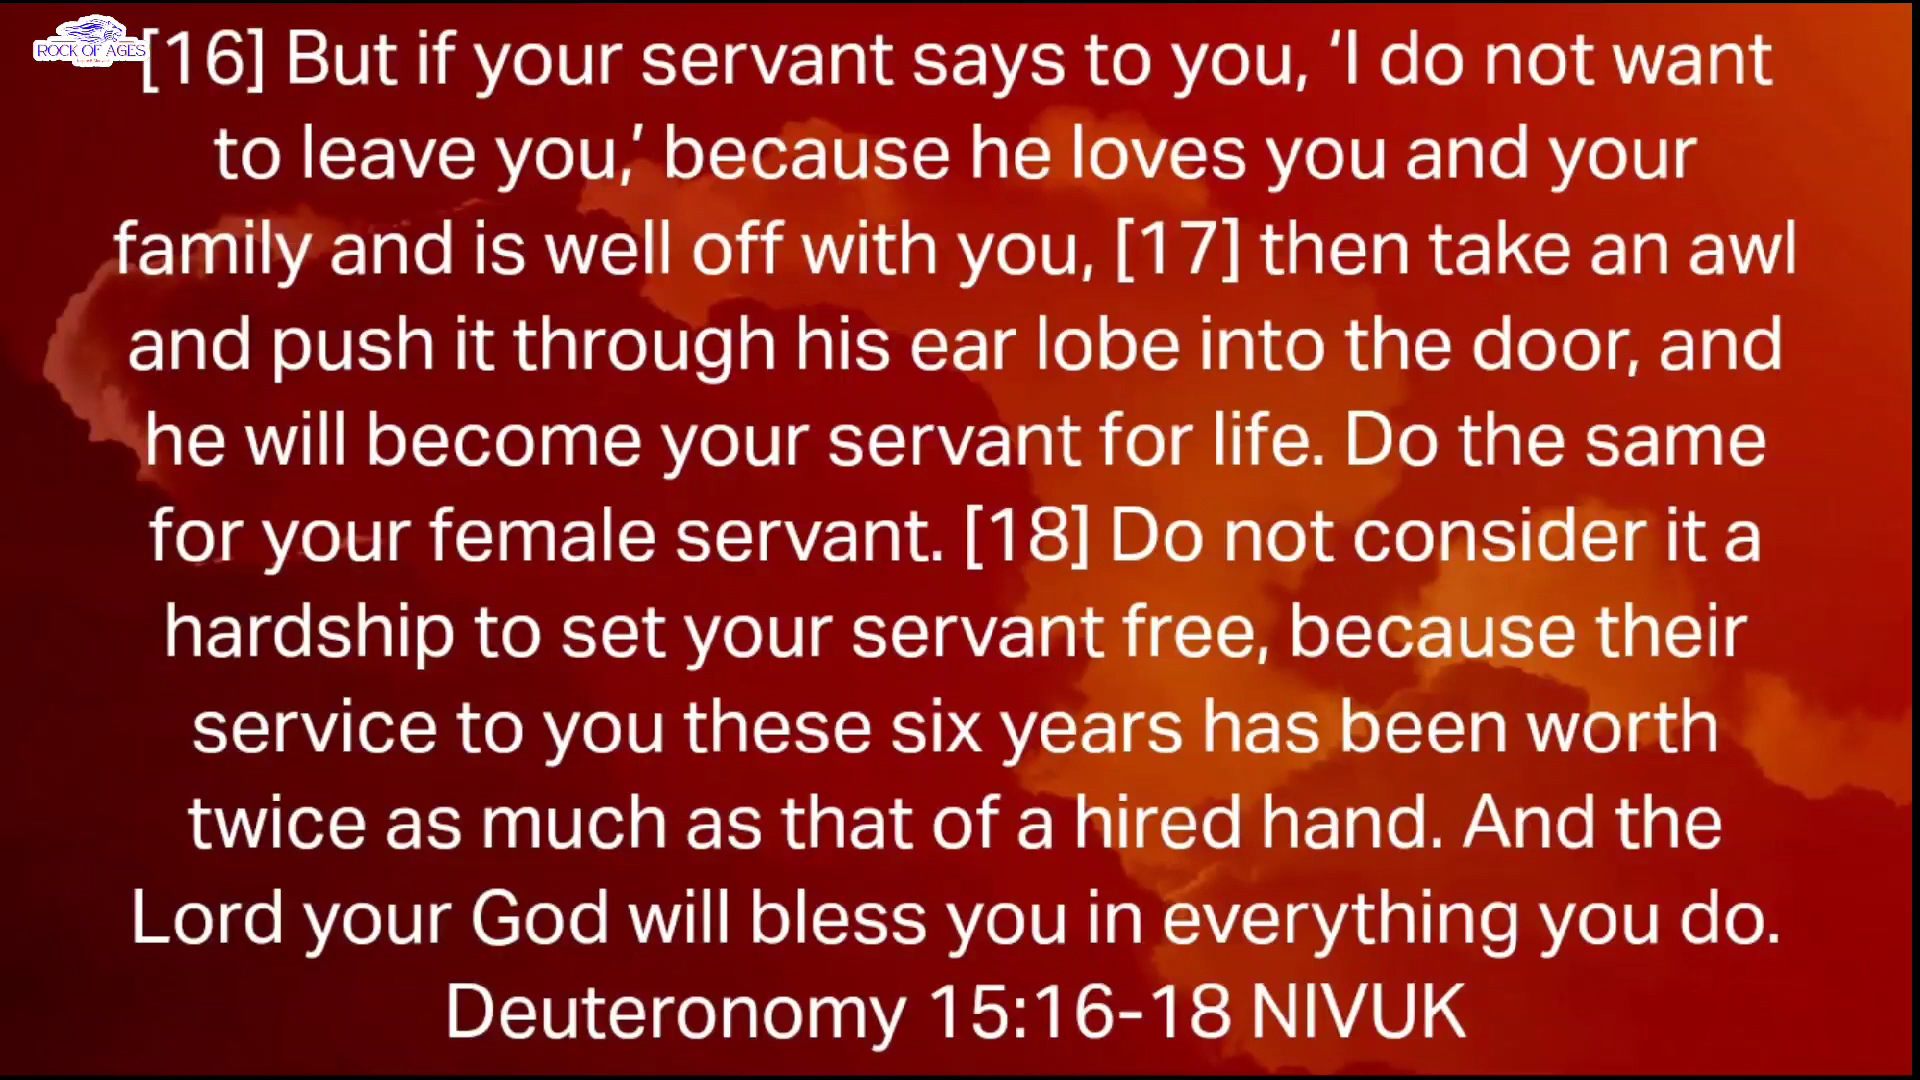 ROCK OF AGES
[16] But if your servant says to you, ‘I do not want
to leave you,’ because he loves you and your
family and is well off with you, [17] then take an awl
and push it through his ear lobe into the door, and
he will become your servant for life. Do the same
for your female servant. [18] Do not consider it a
hardship to set your servant free, because their
service to you these six years has been worth
twice as much as that of a hired hand. And the
Lord your God will bless you in everything you do.
Deuteronomy 15:16-18 NIVUK